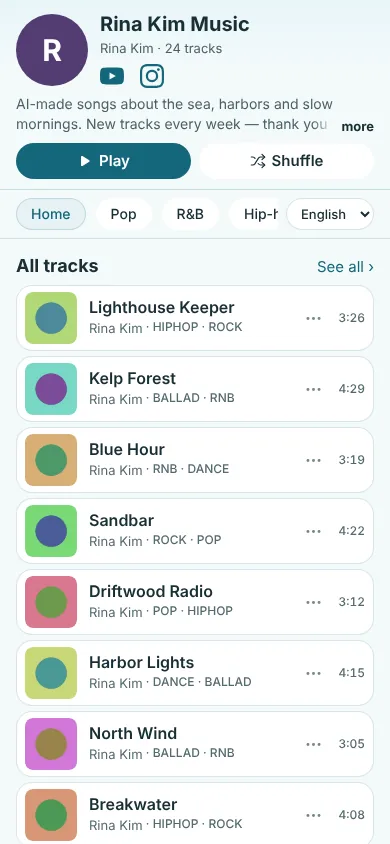 R
Rina Kim Music
Rina Kim · 24 tracks
AI-made songs about the sea, harbors and slow
mornings. New tracks every week — thank you more
Play
Shuffle
Home
Pop
R&B
English
All tracks
See all ›
Lighthouse Keeper
Rina Kim · HIPHOP · ROCK
3:26
Kelp Forest
Rina Kim · BALLAD · RNB
4:29
Blue Hour
Rina Kim · RNB · DANCE
3:19
Sandbar
Rina Kim · ROCK · POP
4:22
Driftwood Radio
Rina Kim · POP · HIPHOP
3:12
Harbor Lights
Rina Kim · DANCE · BALLAD
4:15
North Wind
Rina Kim · BALLAD · RNB
3:05
Breakwater
Rina Kim · HIPHOP · ROCK
4:08